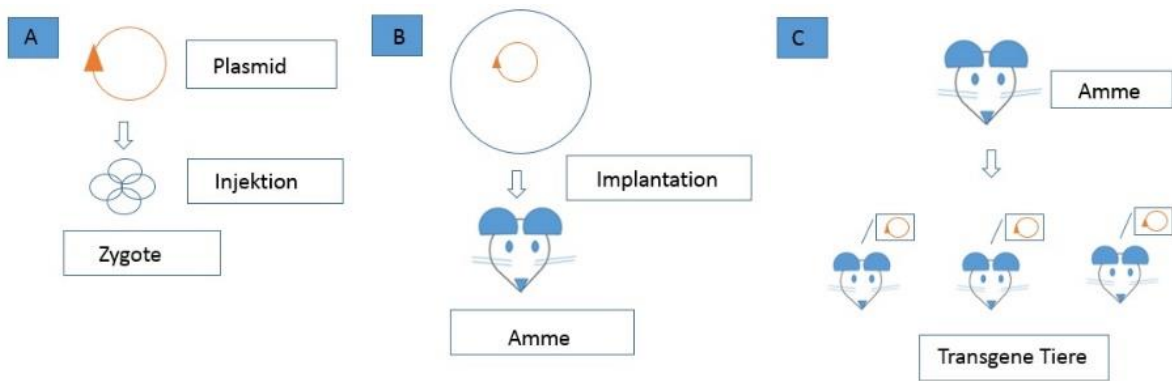 A
Plasmid
Injektion
Zygote
B
Implantation
Amme
C
Amme
Transgene Tiere